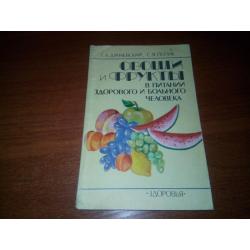 ОВОЩИ
И ФРУКТЫ
В ПИТАНИИ
ЗДОРОВОГО И БОЛЬНОГО
ЧЕЛОВЕКА
«ЗДОРОВЬЯ»